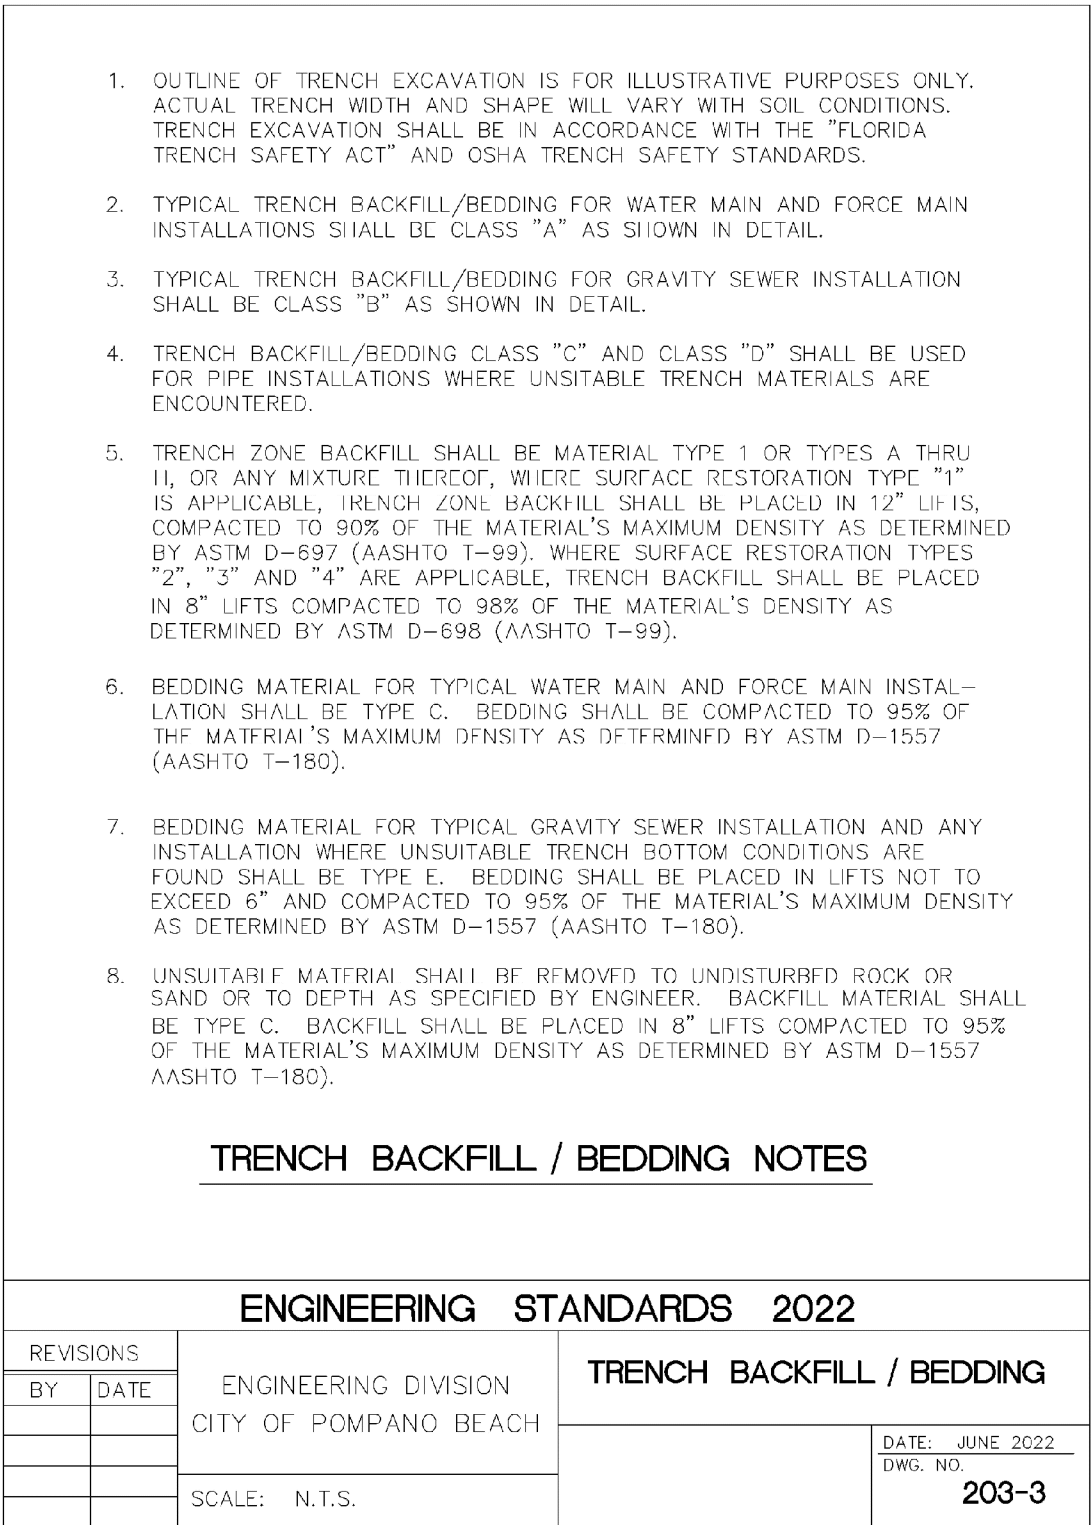 1. OUTLINE OF TRENCH EXCAVATION IS FOR ILLUSTRATIVE PURPOSES ONLY.
ACTUAL TRENCH WIDTH AND SHAPE WILL VARY WITH SOIL CONDITIONS.
TRENCH EXCAVATION SHALL BE IN ACCORDANCE WITH THE "FLORIDA
TRENCH SAFETY ACT" AND OSHA TRENCH SAFETY STANDARDS.
2. TYPICAL TRENCH BACKFILL/BEDDING FOR WATER MAIN AND FORCE MAIN
INSTALLATIONS SHALL BE CLASS "A" AS SHOWN IN DETAIL.
3. TYPICAL TRENCH BACKFILL/BEDDING FOR GRAVITY SEWER INSTALLATION
SHALL BE CLASS "B" AS SHOWN IN DETAIL.
4. TRENCH BACKFILL/BEDDING CLASS "C" AND CLASS "D" SHALL BE USED
FOR PIPE INSTALLATIONS WHERE UNSITABLE TRENCH MATERIALS ARE
ENCOUNTERED.
5. TRENCH ZONE BACKFILL SHALL BE MATERIAL TYPE 1 OR TYPES A THRU
H, OR ANY MIXTURE THEREOF, WHERE SURFACE RESTORATION TYPE "1"
IS APPLICABLE, TRENCH ZONE BACKFILL SHALL BE PLACED IN 12" LIFTS,
COMPACTED TO 90% OF THE MATERIAL'S MAXIMUM DENSITY AS DETERMINED
BY ASTM D-697 (AASHTO T-99). WHERE SURFACE RESTORATION TYPES
"2", "3" AND "4" ARE APPLICABLE, TRENCH BACKFILL SHALL BE PLACED
IN 8" LIFTS COMPACTED TO 98% OF THE MATERIAL'S DENSITY AS
DETERMINED BY ASTM D-698 (AASHTO T-99).
6. BEDDING MATERIAL FOR TYPICAL WATER MAIN AND FORCE MAIN INSTAL-
LATION SHALL BE TYPE C. BEDDING SHALL BE COMPACTED TO 95% OF
THE MATERIAL'S MAXIMUM DENSITY AS DETERMINED BY ASTM D-1557
(AASHTO T-180).
7. BEDDING MATERIAL FOR TYPICAL GRAVITY SEWER INSTALLATION AND ANY
INSTALLATION WHERE UNSUITABLE TRENCH BOTTOM CONDITIONS ARE
FOUND SHALL BE TYPE E. BEDDING SHALL BE PLACED IN LIFTS NOT TO
EXCEED 6" AND COMPACTED TO 95% OF THE MATERIAL'S MAXIMUM DENSITY
AS DETERMINED BY ASTM D-1557 (AASHTO T-180).
8. UNSUITABLE MATERIAL SHALL BE REMOVED TO UNDISTURBED ROCK OR
SAND OR TO DEPTH AS SPECIFIED BY ENGINEER. BACKFILL MATERIAL SHALL
BE TYPE C. BACKFILL SHALL BE PLACED IN 8" LIFTS COMPACTED TO 95%
OF THE MATERIAL'S MAXIMUM DENSITY AS DETERMINED BY ASTM D-1557
AASHTO T-180).
TRENCH BACKFILL / BEDDING NOTES
ENGINEERING STANDARDS 2022
REVISIONS
BY DATE
ENGINEERING DIVISION
CITY OF POMPANO BEACH
SCALE: N.T.S.
TRENCH BACKFILL / BEDDING
DATE: JUNE 2022
DWG. NO.
203-3